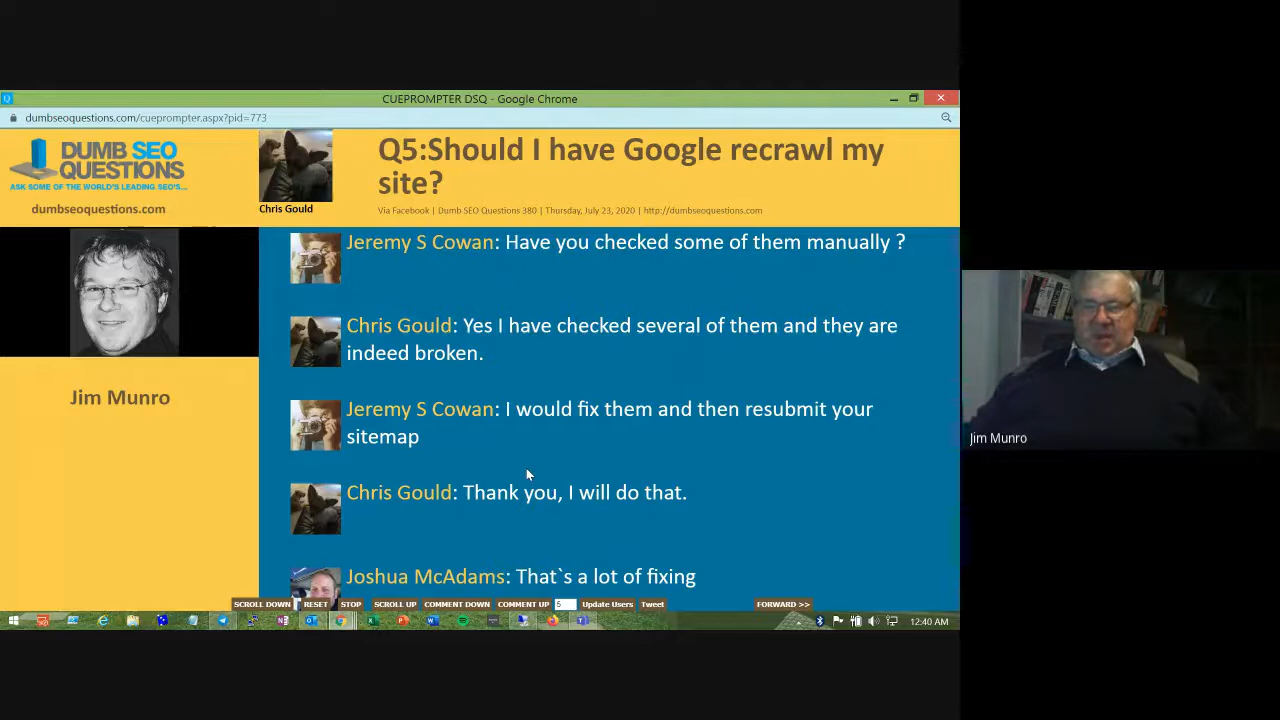 CUEPROMPTER DSQ - Google Chrome
dumbseoquestions.com/cueprompter.aspx?pid=773
DUMB SEO
QUESTIONS
ASK SOME OF THE WORLD'S LEADING SEO'S...
dumbseoquestions.com
Chris Gould
Q5:Should I have Google recrawl my
site?
Via Facebook | Dumb SEO Questions 380 | Thursday, July 23, 2020 | http://dumbseoquestions.com
Jim Munro
Jeremy S Cowan: Have you checked some of them manually ?
Chris Gould: Yes I have checked several of them and they are
indeed broken.
Jeremy S Cowan: I would fix them and then resubmit your
sitemap
Chris Gould: Thank you, I will do that.
Joshua McAdams: That`s a lot of fixing
SCROLL DOWN RESET STOP SCROLL UP COMMENT DOWN COMMENT UP 5 Update Users Tweet FORWARD >>
12:40 AM
Jim Munro